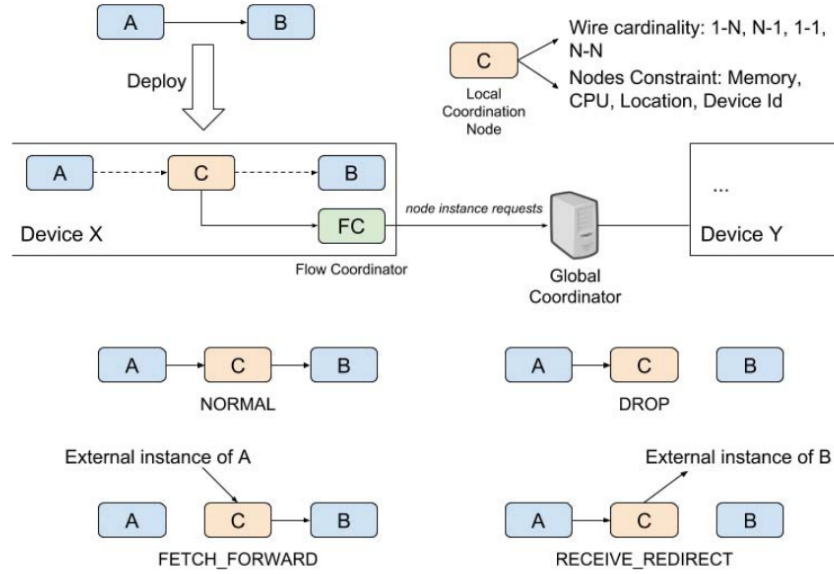 A
B
Deploy
C
Local
Coordination
Node
Wire cardinality: 1-N, N-1, 1-1,
N-N
Nodes Constraint: Memory,
CPU, Location, Device Id
A
C
B
Device X
FC
Flow Coordinator
node instance requests
Global
Coordinator
...
Device Y
A
C
B
NORMAL
A
C
B
DROP
External instance of A
A
C
B
FETCH_FORWARD
External instance of B
A
C
B
RECEIVE_REDIRECT